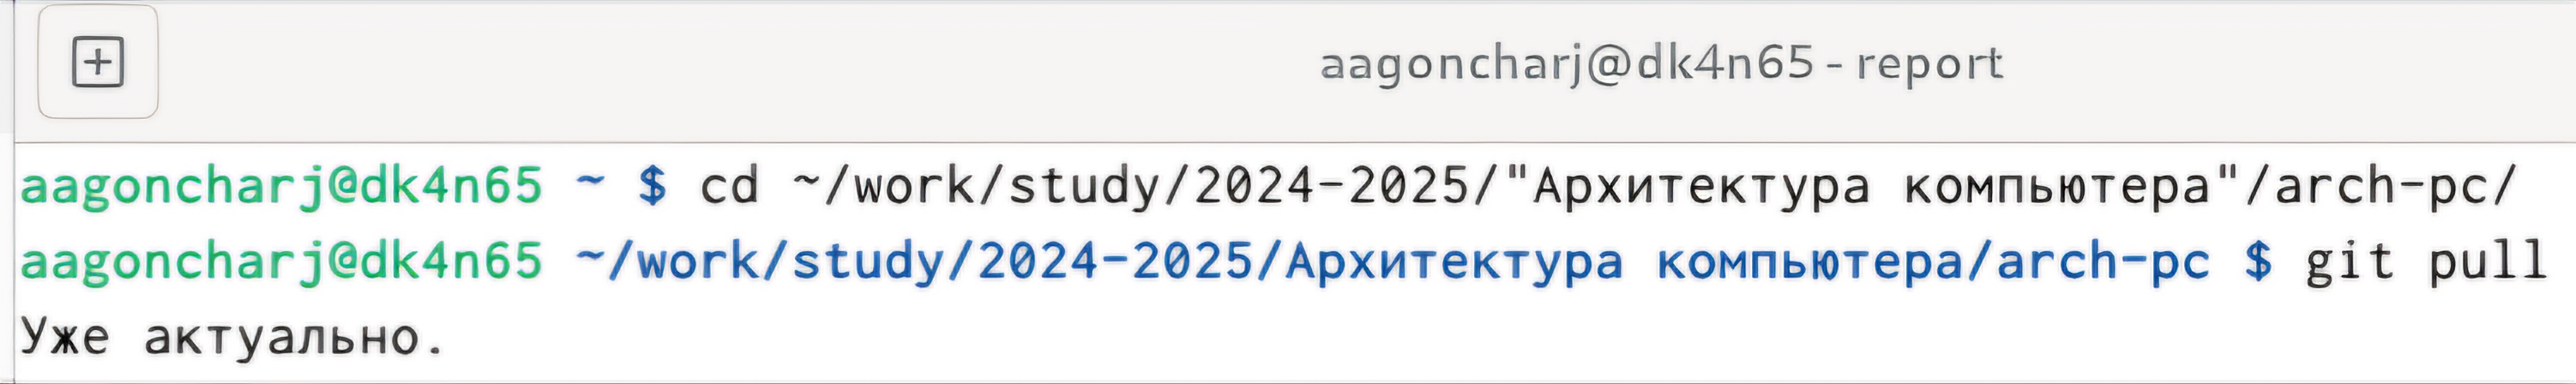 aagoncharj@dk4n65 - report
aagoncharj@dk4n65 ~ $ cd ~/work/study/2024-2025/"Архитектура компьютера"/arch-pc/
aagoncharj@dk4n65 ~/work/study/2024-2025/Архитектура компьютера/arch-pc $ git pull
Уже актуально.